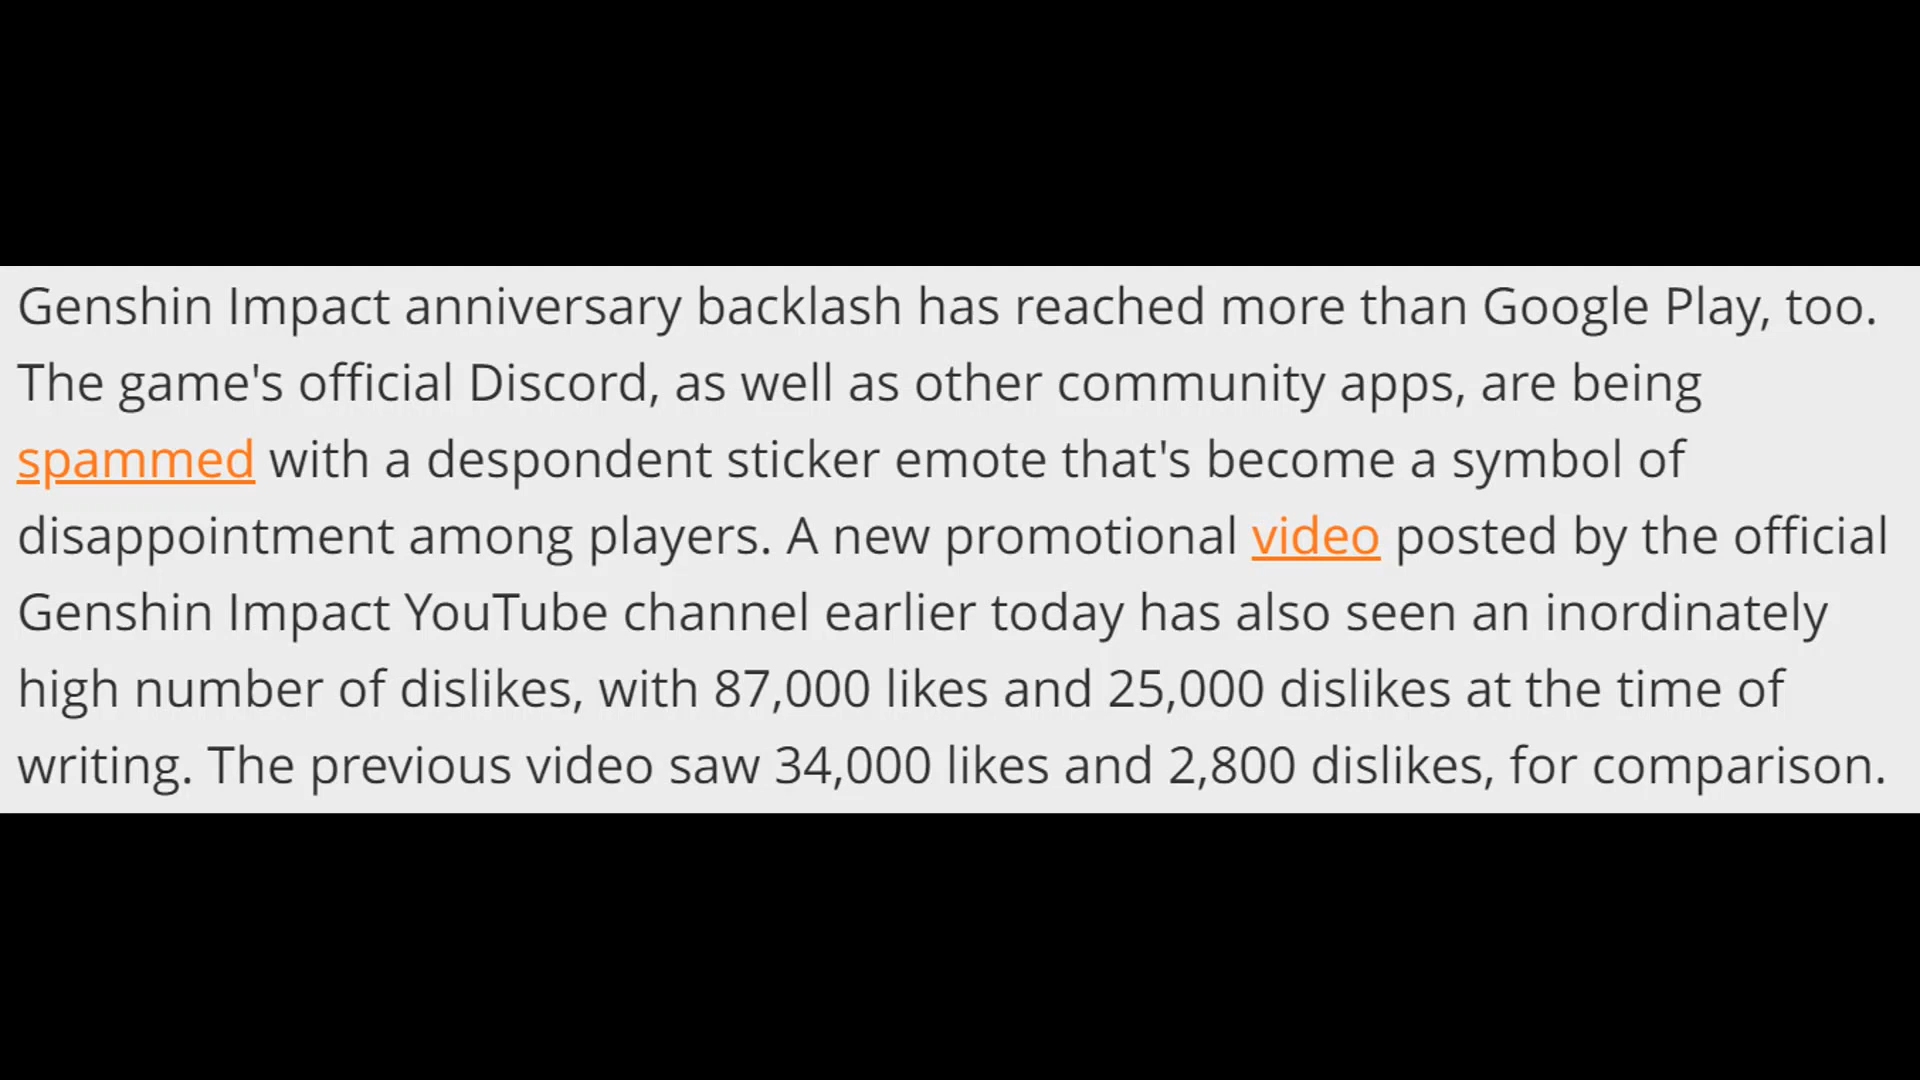 Genshin Impact anniversary backlash has reached more than Google Play, too.
The game's official Discord, as well as other community apps, are being
spammed with a despondent sticker emote that's become a symbol of
disappointment among players. A new promotional video posted by the official
Genshin Impact YouTube channel earlier today has also seen an inordinately
high number of dislikes, with 87,000 likes and 25,000 dislikes at the time of
writing. The previous video saw 34,000 likes and 2,800 dislikes, for comparison.